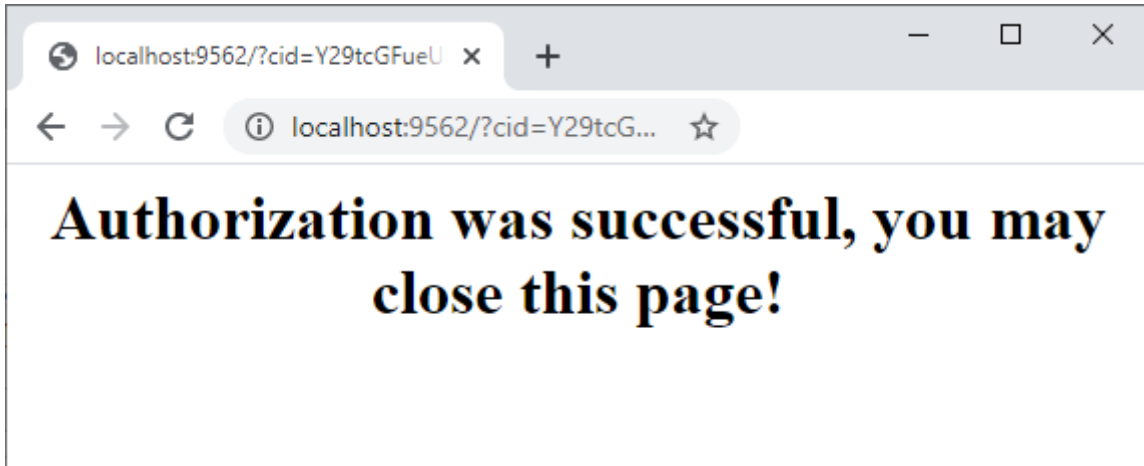 localhost:9562/?cid=Y29tcGFueU
localhost:9562/?cid=Y29tcG...
Authorization was successful, you may
close this page!